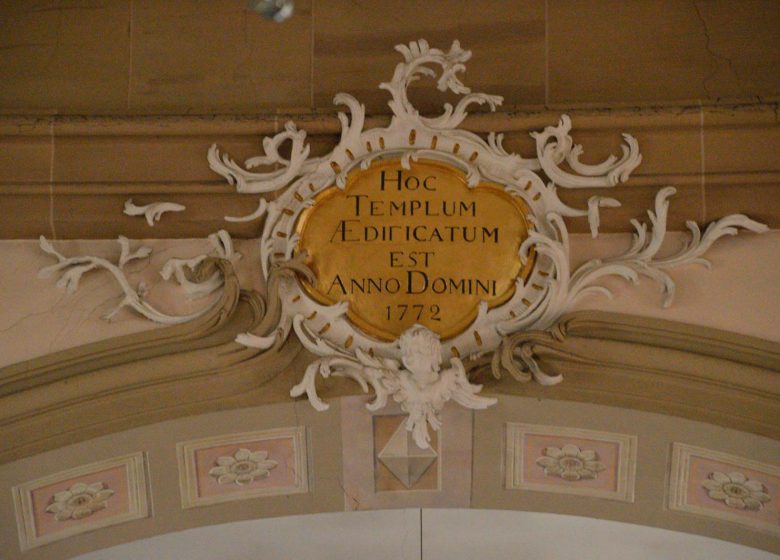 HOC
TEMPLUM
ÆDIFICATUM
EST
ANNO DOMINI
1772